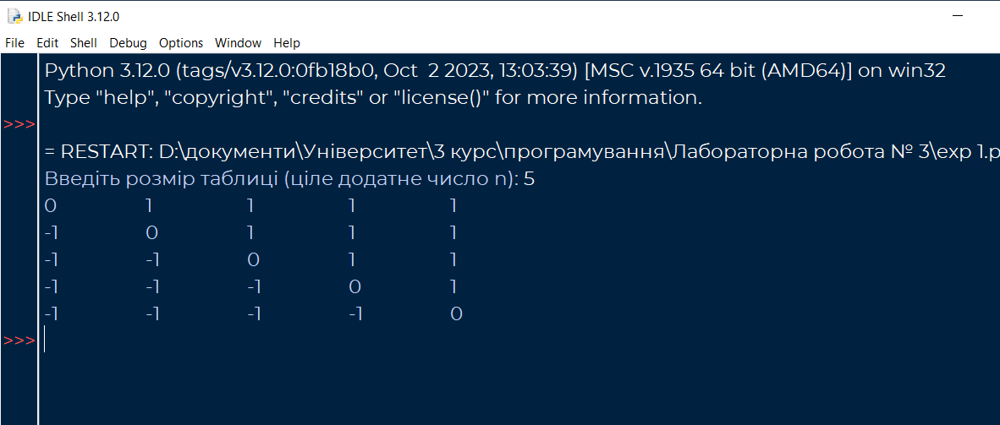 IDLE Shell 3.12.0
File Edit Shell Debug Options Window Help
Python 3.12.0 (tags/v3.12.0:0fb18b0, Oct  2 2023, 13:03:39) [MSC v.1935 64 bit (AMD64)] on win32
Type "help", "copyright", "credits" or "license()" for more information.
>>>
= RESTART: D:\документи\Університет\3 курс\програмування\Лабораторна робота № 3\exp 1.p
Введіть розмір таблиці (ціле додатне число n): 5
0 1 1 1 1
-1 0 1 1 1
-1 -1 0 1 1
-1 -1 -1 0 1
-1 -1 -1 -1 0
>>>